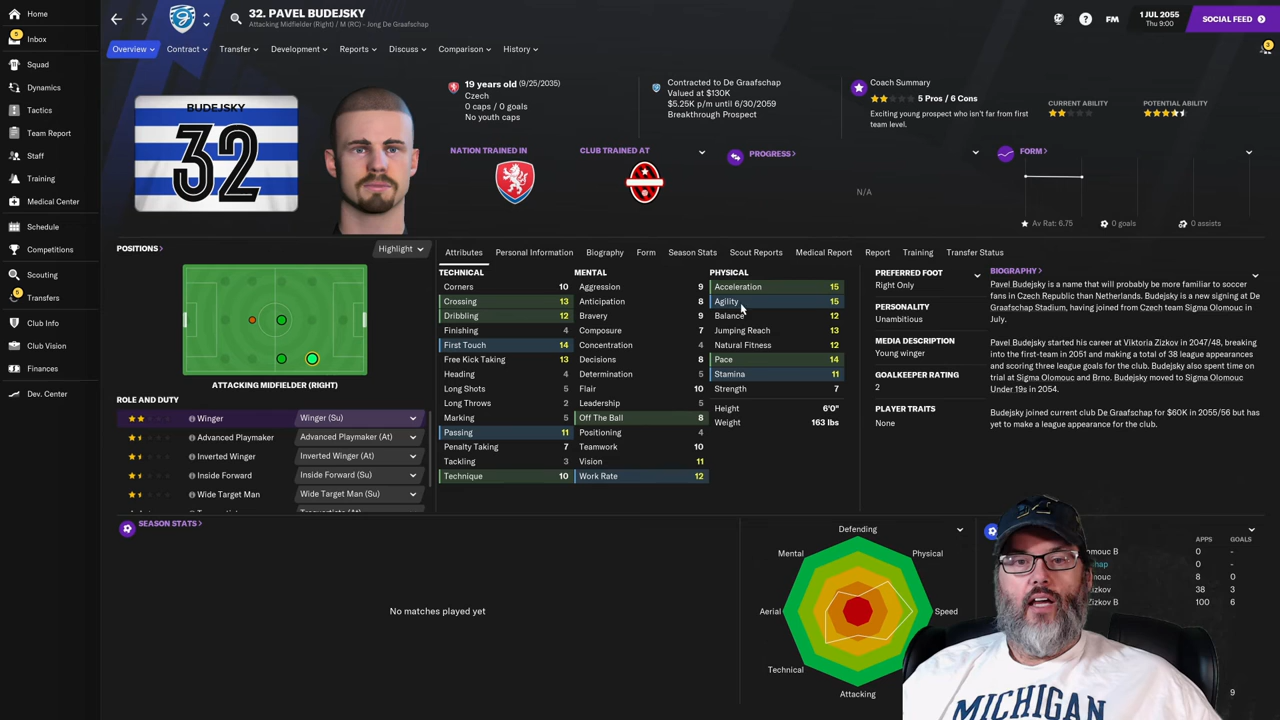 Home
5
Inbox
Squad
Dynamics
Tactics
Team Report
Staff
Training
Medical Center
Schedule
Competitions
Scouting
5
Transfers
Club Info
Club Vision
Finances
Dev. Center
32. PAVEL BUDEJSKY
Attacking Midfielder (Right) / M (RC) - Jong De Graafschap
FM
1 JUL 2055
Thu 9:00
SOCIAL FEED
3
Overview
Contract
Transfer
Development
Reports
Discuss
Comparison
History
BUDEJSKY
32
19 years old (9/25/2035)
Czech
0 caps / 0 goals
No youth caps
Contracted to De Graafschap
Valued at $130K
$5.25K p/m until 6/30/2059
Breakthrough Prospect
Coach Summary
5 Pros / 6 Cons
Exciting young prospect who isn't far from first
team level.
CURRENT ABILITY
POTENTIAL ABILITY
NATION TRAINED IN
CLUB TRAINED AT
PROGRESS
N/A
FORM
Av Rat: 6.75
0 goals
0 assists
POSITIONS
Highlight
ATTACKING MIDFIELDER (RIGHT)
ROLE AND DUTY
Winger
Winger (Su)
Advanced Playmaker
Advanced Playmaker (At)
Inverted Winger
Inverted Winger (At)
Inside Forward
Inside Forward (Su)
Wide Target Man
Wide Target Man (Su)
Attributes
Personal Information
Biography
Form
Season Stats
Scout Reports
Medical Report
Report
Training
Transfer Status
TECHNICAL
Corners 10
Crossing 13
Dribbling 12
Finishing 4
First Touch 14
Free Kick Taking 13
Heading 4
Long Shots 5
Long Throws 2
Marking 5
Passing 11
Penalty Taking 7
Tackling 3
Technique 10
MENTAL
Aggression 9
Anticipation 8
Bravery 9
Composure 7
Concentration 4
Decisions 8
Determination 5
Flair 10
Leadership 5
Off The Ball 8
Positioning 4
Teamwork 10
Vision 11
Work Rate 12
PHYSICAL
Acceleration 15
Agility 15
Balance 12
Jumping Reach 13
Natural Fitness 12
Pace 14
Stamina 11
Strength 7
Height 6'0"
Weight 163 lbs
PREFERRED FOOT
Right Only
PERSONALITY
Unambitious
MEDIA DESCRIPTION
Young winger
GOALKEEPER RATING
2
PLAYER TRAITS
None
BIOGRAPHY
Pavel Budejsky is a name that will probably be more familiar to soccer
fans in Czech Republic than Netherlands. Budejsky is a new signing at De
Graafschap Stadium, having joined from Czech team Sigma Olomouc in
July.
Pavel Budejsky started his career at Viktoria Zizkov in 2047/48, breaking
into the first-team in 2051 and making a total of 38 league appearances
and scoring three league goals for the club. Budejsky also spent time on
trial at Sigma Olomouc and Brno. Budejsky moved to Sigma Olomouc
Under 19s in 2054.
Budejsky joined current club De Graafschap for $60K in 2055/56 but has
yet to make a league appearance for the club.
SEASON STATS
No matches played yet
Defending
Physical
Speed
Attacking
Technical
Aerial
Mental
APPS
GOALS
mouc B 0 -
hap 0 -
mouc 8 0
izkov 38 3
Zizkov B 100 6
9
MICHIGAN